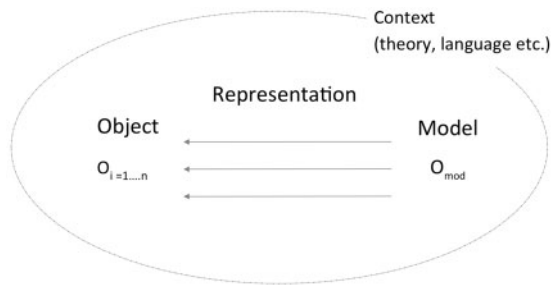 Context
(theory, language etc.)
Representation
Object
Model
O i =1....n
O mod